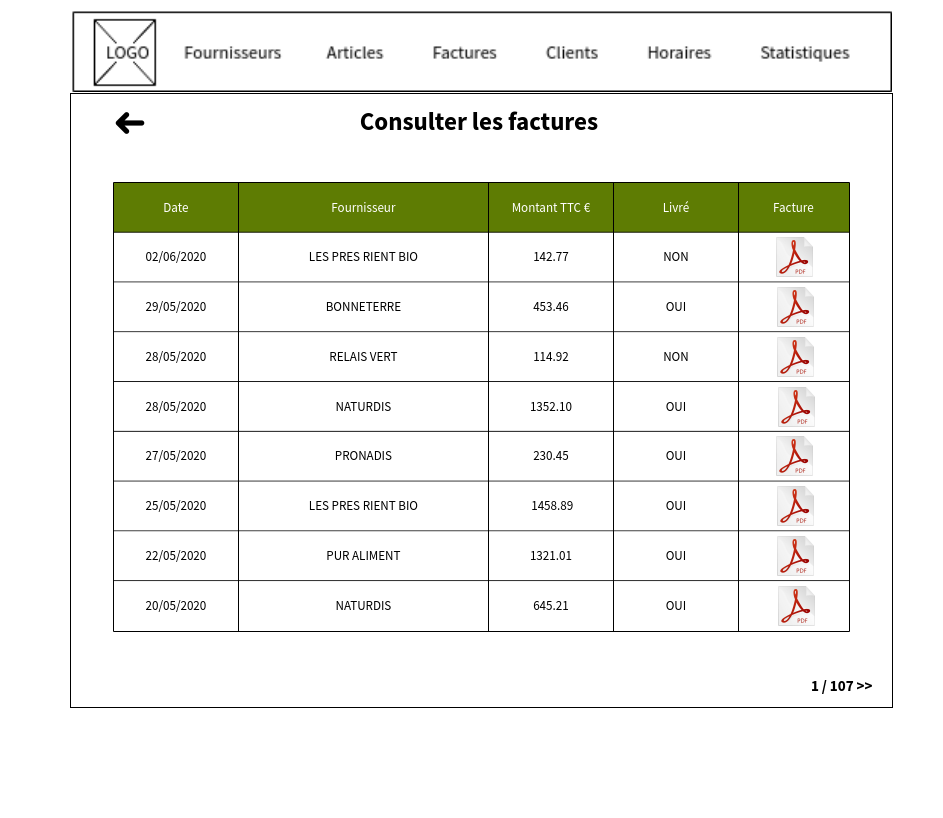 LOGO Fournisseurs Articles Factures Clients Horaires Statistiques
Consulter les factures
Date Fournisseur Montant TTC € Livré Facture
02/06/2020 LES PRES RIENT BIO 142.77 NON PDF
29/05/2020 BONNETERRE 453.46 OUI PDF
28/05/2020 RELAIS VERT 114.92 NON PDF
28/05/2020 NATURDIS 1352.10 OUI PDF
27/05/2020 PRONADIS 230.45 OUI PDF
25/05/2020 LES PRES RIENT BIO 1458.89 OUI PDF
22/05/2020 PUR ALIMENT 1321.01 OUI PDF
20/05/2020 NATURDIS 645.21 OUI PDF
1 / 107 >>